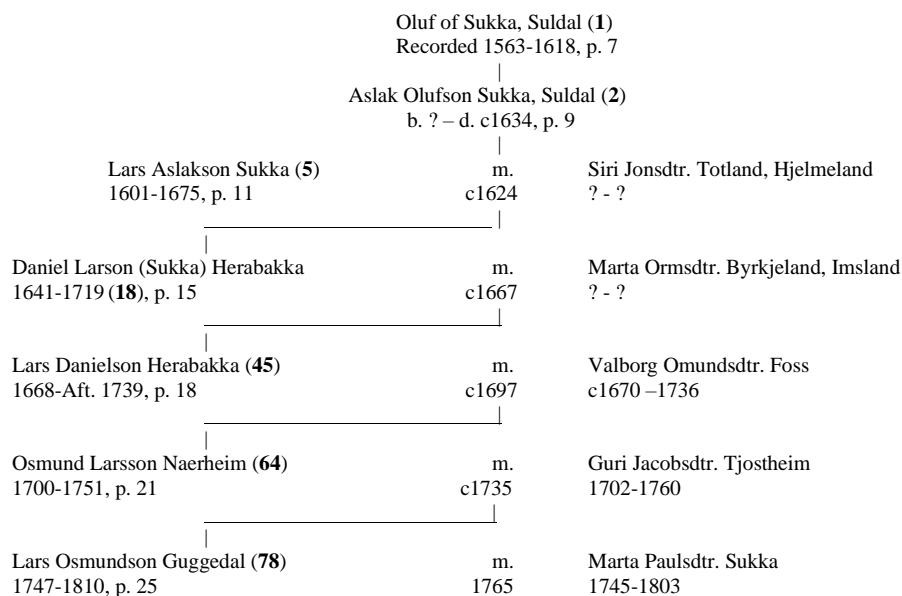 Oluf of Sukka, Suldal (1)
Recorded 1563-1618, p. 7
Aslak Olufson Sukka, Suldal (2)
b. ? – d. c1634, p. 9
Lars Aslakson Sukka (5) m. Siri Jonsdtr. Totland, Hjelmeland
1601-1675, p. 11 c1624 ? - ?
Daniel Larson (Sukka) Herabakka m. Marta Ormsdtr. Byrkjeland, Imsland
1641-1719 (18), p. 15 c1667 ? - ?
Lars Danielson Herabakka (45) m. Valborg Omundsdtr. Foss
1668-Aft. 1739, p. 18 c1697 c1670 –1736
Osmund Larsson Naerheim (64) m. Guri Jacobsdtr. Tjostheim
1700-1751, p. 21 c1735 1702-1760
Lars Osmundson Guggedal (78) m. Marta Paulsdtr. Sukka
1747-1810, p. 25 1765 1745-1803